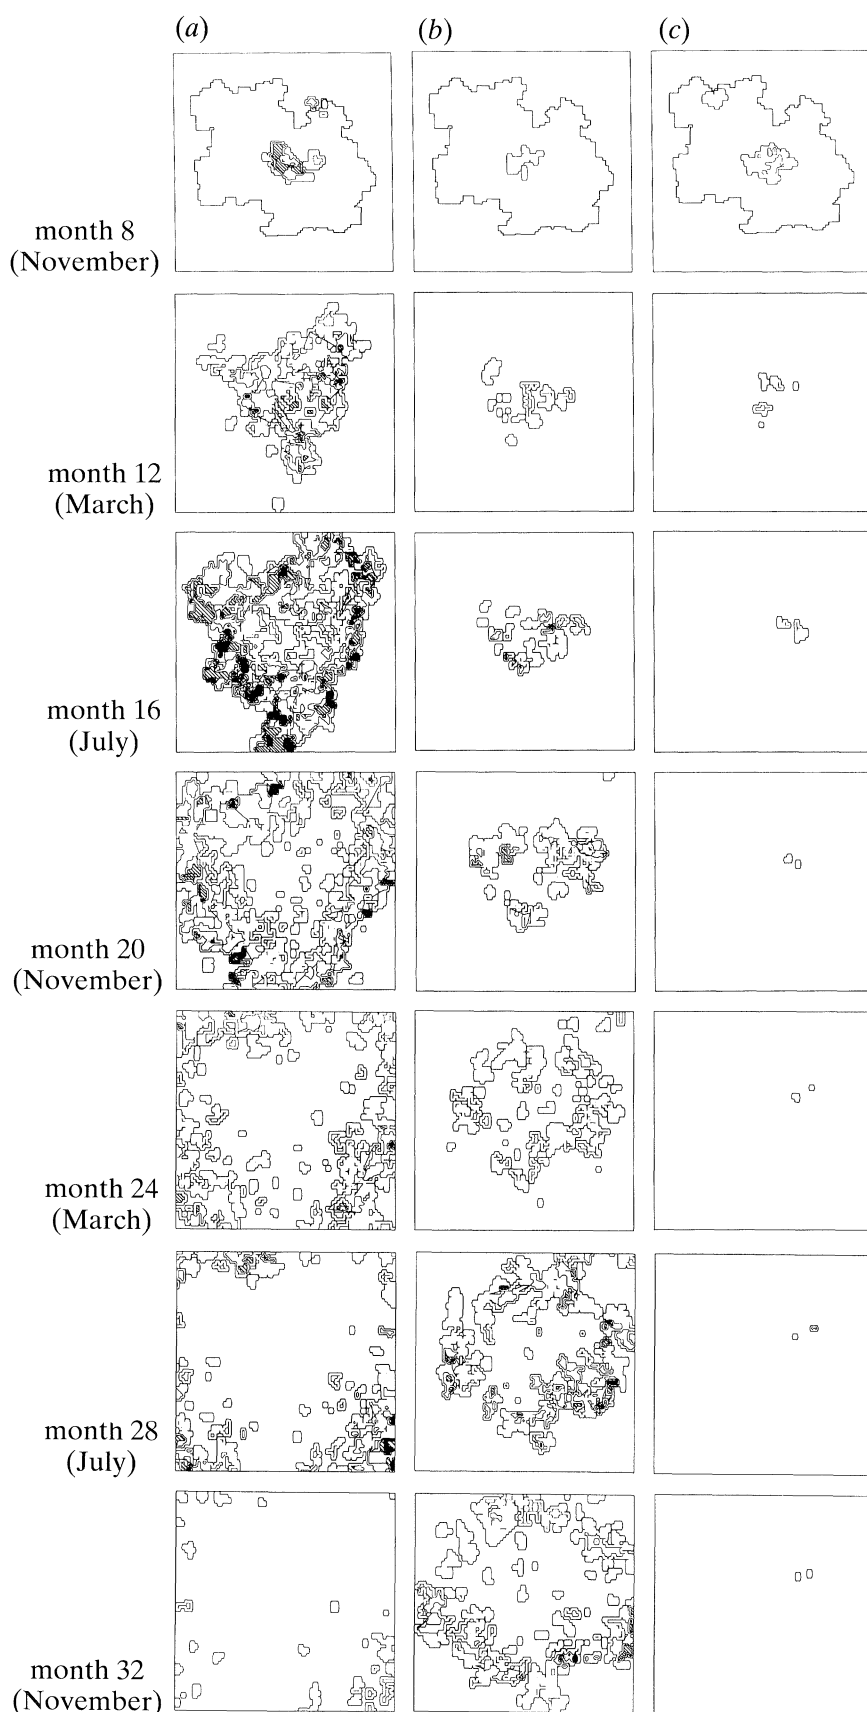 (a) (b) (c)
month 8
(November)
month 12
(March)
month 16
(July)
month 20
(November)
month 24
(March)
month 28
(July)
month 32
(November)